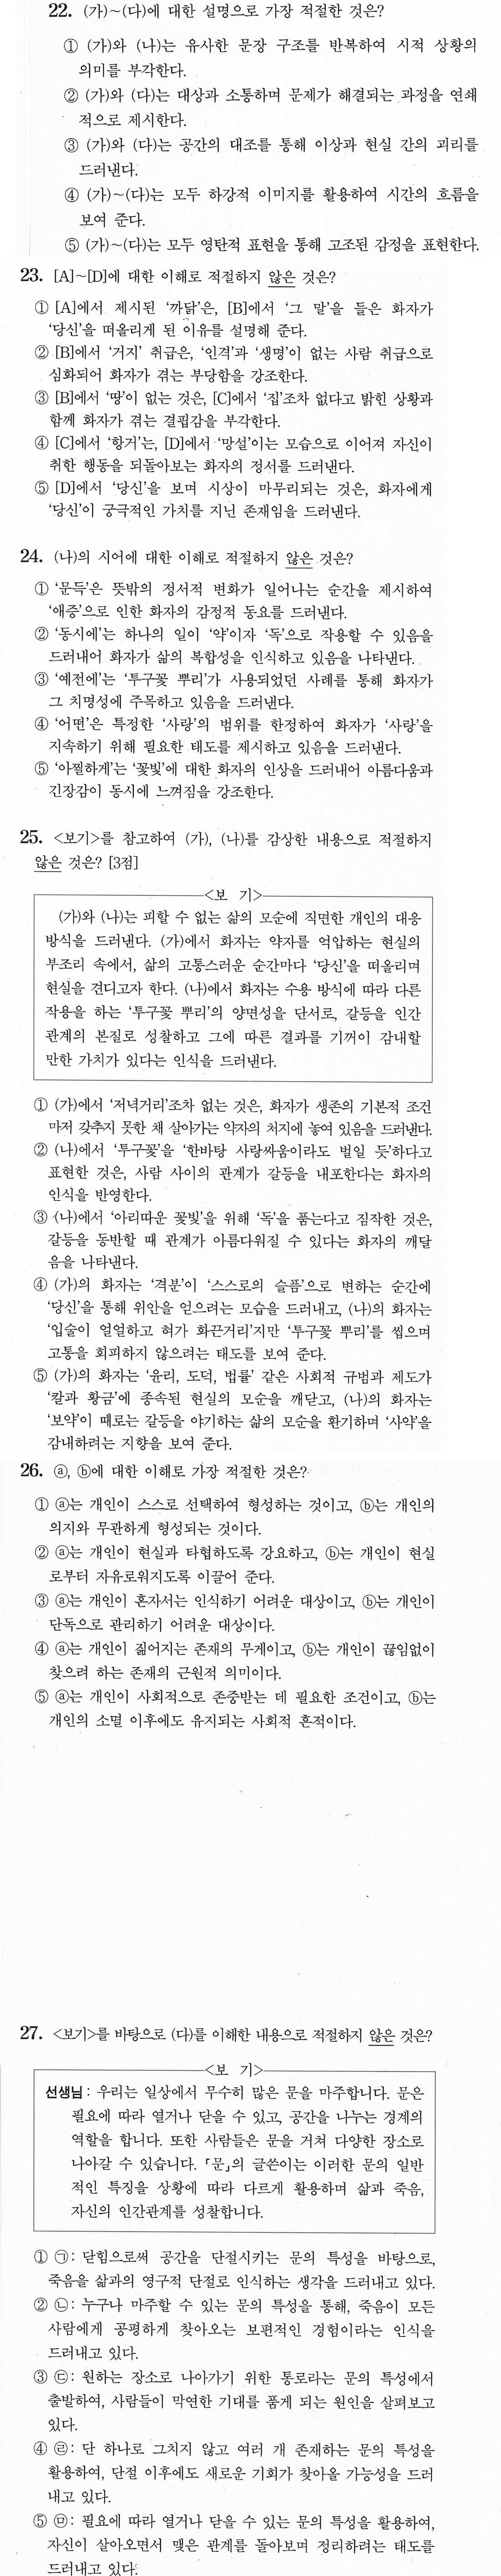 22. (가)~(다)에 대한 설명으로 가장 적절한 것은?
① (가)와 (나)는 유사한 문장 구조를 반복하여 시적 상황의
의미를 부각한다.
② (가)와 (다)는 대상과 소통하며 문제가 해결되는 과정을 연쇄
적으로 제시한다.
③ (가)와 (다)는 공간의 대조를 통해 이상과 현실 간의 괴리를
드러낸다.
④ (가)~(다)는 모두 하강적 이미지를 활용하여 시간의 흐름을
보여 준다.
⑤ (가)~(다)는 모두 영탄적 표현을 통해 고조된 감정을 표현한다.
23. [A]~[D]에 대한 이해로 적절하지 않은 것은?
① [A]에서 제시된 ‘까닭’은, [B]에서 ‘그 말’을 들은 화자가
‘당신’을 떠올리게 된 이유를 설명해 준다.
② [B]에서 ‘거지’ 취급은, ‘인격’과 ‘생명’이 없는 사람 취급으로
심화되어 화자가 겪는 부당함을 강조한다.
③ [B]에서 ‘땅’이 없는 것은, [C]에서 ‘집’조차 없다고 밝힌 상황과
함께 화자가 겪는 결핍감을 부각한다.
④ [C]에서 ‘항거’는, [D]에서 ‘망설’이는 모습으로 이어져 자신이
취한 행동을 되돌아보는 화자의 정서를 드러낸다.
⑤ [D]에서 ‘당신’을 보며 시상이 마무리되는 것은, 화자에게
‘당신’이 궁극적인 가치를 지닌 존재임을 드러낸다.
24. (나)의 시어에 대한 이해로 적절하지 않은 것은?
① ‘문득’은 뜻밖의 정서적 변화가 일어나는 순간을 제시하여
‘애증’으로 인한 화자의 감정적 동요를 드러낸다.
② ‘동시에’는 하나의 일이 ‘약’이자 ‘독’으로 작용할 수 있음을
드러내어 화자가 삶의 복합성을 인식하고 있음을 나타낸다.
③ ‘예전에’는 ‘투구꽃 뿌리’가 사용되었던 사례를 통해 화자가
그 치명성에 주목하고 있음을 드러낸다.
④ ‘어떤’은 특정한 ‘사랑’의 범위를 한정하여 화자가 ‘사랑’을
지속하기 위해 필요한 태도를 제시하고 있음을 드러낸다.
⑤ ‘아찔하게’는 ‘꽃빛’에 대한 화자의 인상을 드러내어 아름다움과
긴장감이 동시에 느껴짐을 강조한다.
25. <보기>를 참고하여 (가), (나)를 감상한 내용으로 적절하지
않은 것은? [3점]
<보 기>
(가)와 (나)는 피할 수 없는 삶의 모순에 직면한 개인의 대응
방식을 드러낸다. (가)에서 화자는 약자를 억압하는 현실의
부조리 속에서, 삶의 고통스러운 순간마다 ‘당신’을 떠올리며
현실을 견디고자 한다. (나)에서 화자는 수용 방식에 따라 다른
작용을 하는 ‘투구꽃 뿌리’의 양면성을 단서로, 갈등을 인간
관계의 본질로 성찰하고 그에 따른 결과를 기꺼이 감내할
만한 가치가 있다는 인식을 드러낸다.
① (가)에서 ‘저녁거리’조차 없는 것은, 화자가 생존의 기본적 조건
마저 갖추지 못한 채 살아가는 약자의 처지에 놓여 있음을 드러낸다.
② (나)에서 ‘투구꽃’을 ‘한바탕 사랑싸움이라도 벌일 듯’하다고
표현한 것은, 사람 사이의 관계가 갈등을 내포한다는 화자의
인식을 반영한다.
③ (나)에서 ‘아리따운 꽃빛’을 위해 ‘독’을 품는다고 짐작한 것은,
갈등을 동반할 때 관계가 아름다워질 수 있다는 화자의 깨달
음을 나타낸다.
④ (가)의 화자는 ‘격분’이 ‘스스로의 슬픔’으로 변하는 순간에
‘당신’을 통해 위안을 얻으려는 모습을 드러내고, (나)의 화자는
‘입술이 얼얼하고 혀가 화끈거리’지만 ‘투구꽃 뿌리’를 씹으며
고통을 회피하지 않으려는 태도를 보여 준다.
⑤ (가)의 화자는 ‘윤리, 도덕, 법률’ 같은 사회적 규범과 제도가
‘칼과 황금’에 종속된 현실의 모순을 깨닫고, (나)의 화자는
‘보약’이 때로는 갈등을 야기하는 삶의 모순을 환기하며 ‘사약’을
감내하려는 지향을 보여 준다.
26. ⓐ, ⓑ에 대한 이해로 가장 적절한 것은?
① ⓐ는 개인이 스스로 선택하여 형성하는 것이고, ⓑ는 개인의
의지와 무관하게 형성되는 것이다.
② ⓐ는 개인이 현실과 타협하도록 강요하고, ⓑ는 개인이 현실
로부터 자유로워지도록 이끌어 준다.
③ ⓐ는 개인이 혼자서는 인식하기 어려운 대상이고, ⓑ는 개인이
단독으로 관리하기 어려운 대상이다.
④ ⓐ는 개인이 짊어지는 존재의 무게이고, ⓑ는 개인이 끊임없이
찾으려 하는 존재의 근원적 의미이다.
⑤ ⓐ는 개인이 사회적으로 존중받는 데 필요한 조건이고, ⓑ는
개인의 소멸 이후에도 유지되는 사회적 흔적이다.
27. <보기>를 바탕으로 (다)를 이해한 내용으로 적절하지 않은 것은?
<보 기>
선생님 : 우리는 일상에서 무수히 많은 문을 마주합니다. 문은
필요에 따라 열거나 닫을 수 있고, 공간을 나누는 경계의
역할을 합니다. 또한 사람들은 문을 거쳐 다양한 장소로
나아갈 수 있습니다. 「문」의 글쓴이는 이러한 문의 일반
적인 특징을 상황에 따라 다르게 활용하며 삶과 죽음,
자신의 인간관계를 성찰합니다.
① ㉠: 닫힘으로써 공간을 단절시키는 문의 특성을 바탕으로,
죽음을 삶과의 영구적 단절로 인식하는 생각을 드러내고 있다.
② ㉡: 누구나 마주할 수 있는 문의 특성을 통해, 죽음이 모든
사람에게 공평하게 찾아오는 보편적인 경험이라는 인식을
드러내고 있다.
③ ㉢: 원하는 장소로 나아가기 위한 통로라는 문의 특성에서
출발하여, 사람들이 막연한 기대를 품게 되는 원인을 살펴보고
있다.
④ ㉣: 단 하나로 그치지 않고 여러 개 존재하는 문의 특성을
활용하여, 단절 이후에도 새로운 기회가 찾아올 가능성을 드러
내고 있다.
⑤ ㉤: 필요에 따라 열거나 닫을 수 있는 문의 특성을 활용하여,
자신이 살아오면서 맺은 관계를 돌아보며 정리하려는 태도를
드러내고 있다.